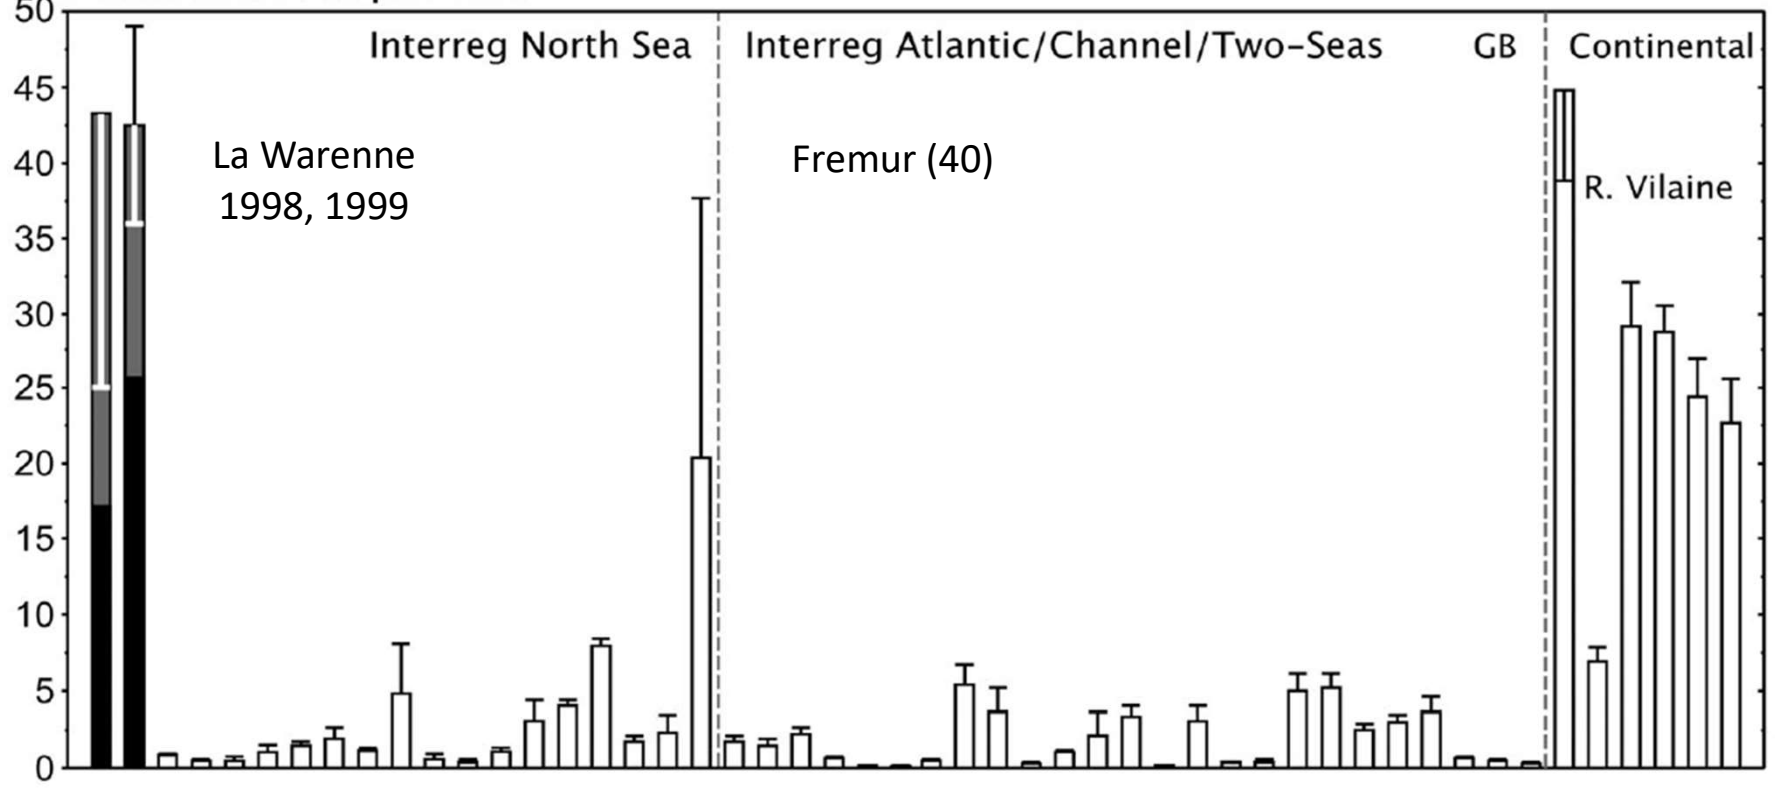 50
Interreg North Sea
Interreg Atlantic/Channel/Two-Seas
GB
Continental
45
La Warenne
1998, 1999
Fremur (40)
40
R. Vilaine
35
30
25
20
15
10
5
0